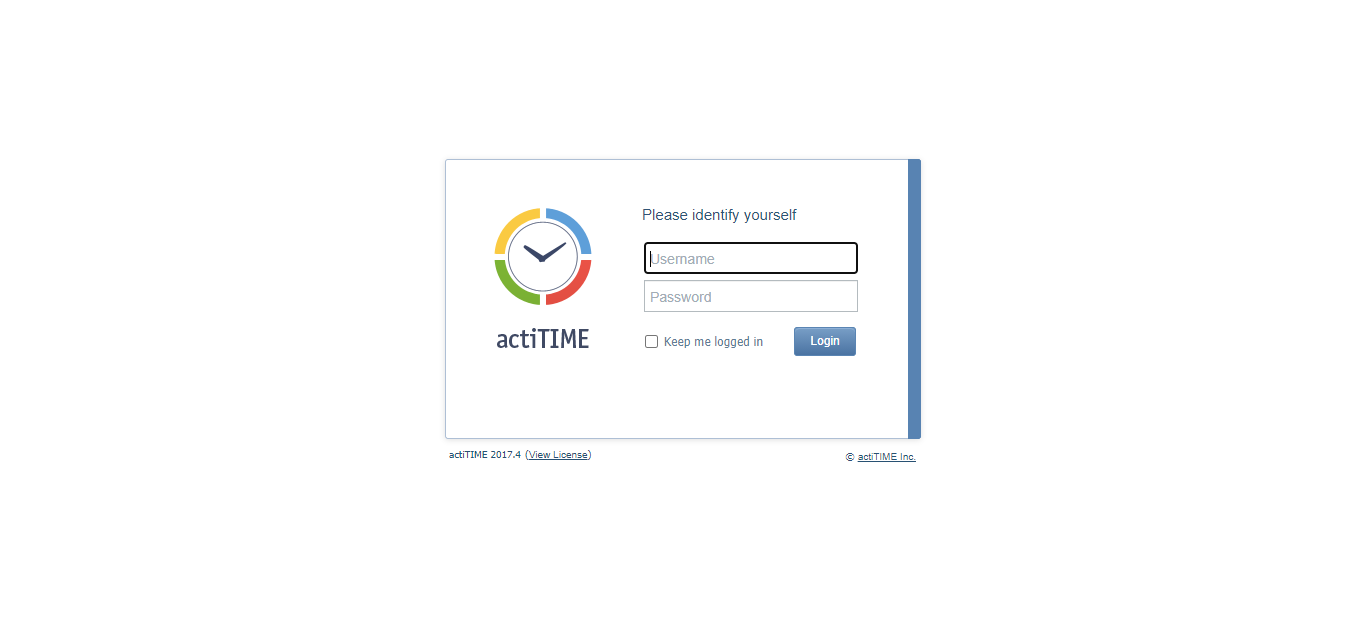 Please identify yourself
Username
Password
actiTIME
Keep me logged in
Login
actiTIME 2017.4 (View License)
© actiTIME Inc.